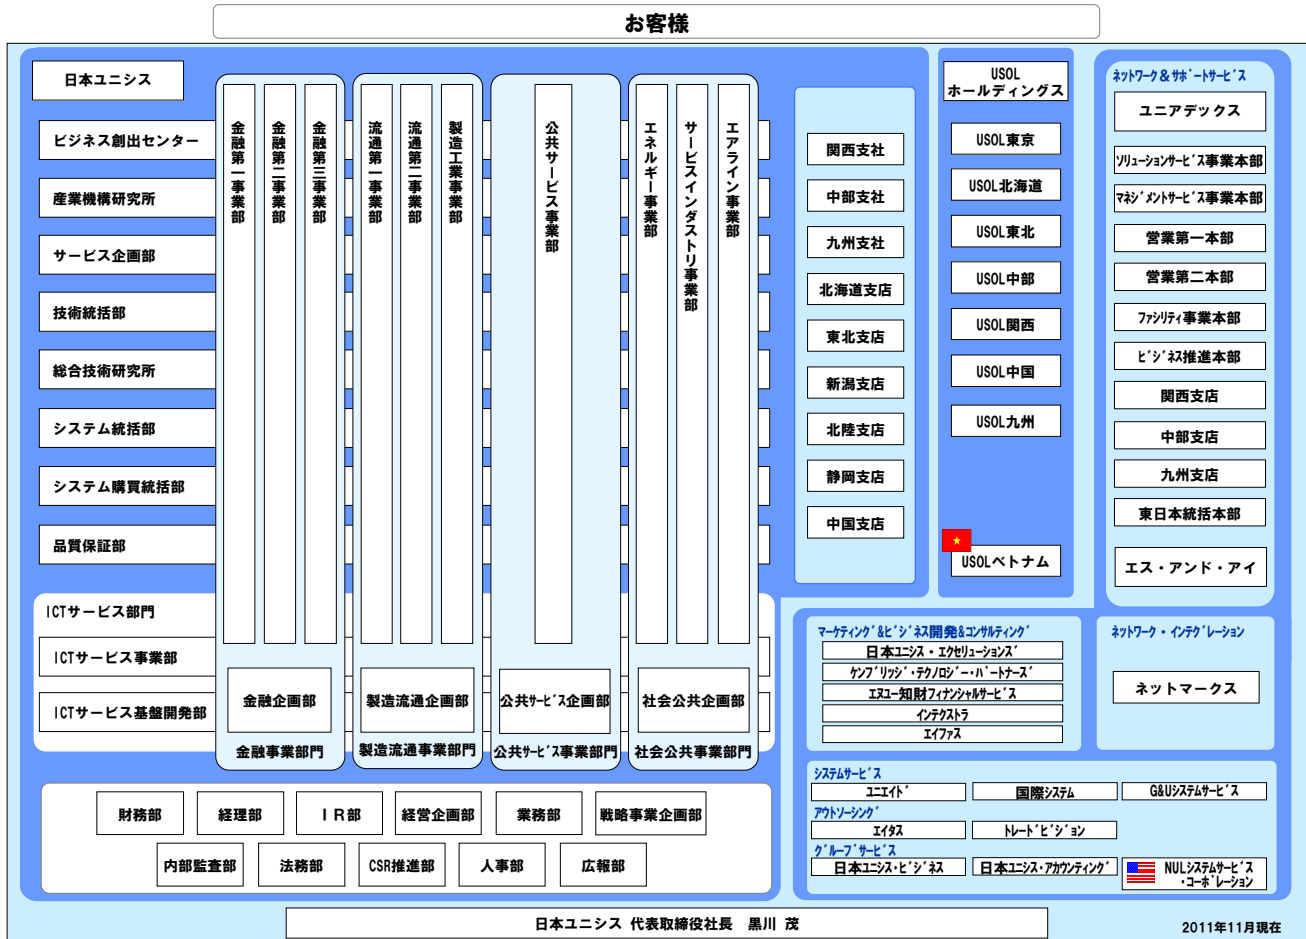 お客様
日本ユニシス
ビジネス創出センター
産業機構研究所
サービス企画部
技術統括部
総合技術研究所
システム統括部
システム購買統括部
品質保証部
ICTサービス部門
ICTサービス事業部
ICTサービス基盤開発部
金融第一事業部
金融第二事業部
金融第三事業部
金融企画部
金融事業部門
流通第一事業部
流通第二事業部
製造工業事業部
製造流通企画部
製造流通事業部門
公共サービス事業部
公共サービス企画部
公共サービス事業部門
エネルギー事業部
サービスインダストリ事業部
エアライン事業部
社会公共企画部
社会公共事業部門
関西支社
中部支社
九州支社
北海道支店
東北支店
新潟支店
北陸支店
静岡支店
中国支店
USOL
ホールディングス
USOL東京
USOL北海道
USOL東北
USOL中部
USOL関西
USOL中国
USOL九州
USOLベトナム
ネットワーク&サポートサービス
ユニアデックス
ソリューションサービス事業本部
マネジメントサービス事業本部
営業第一本部
営業第二本部
ファシリティ事業本部
ビジネス推進本部
関西支店
中部支店
九州支店
東日本統括本部
エス・アンド・アイ
マーケティング&ビジネス開発&コンサルティング
日本ユニシス・エクセリューションズ
ケンブリッジ・テクノロジー・パートナーズ
エヌユー知財フィナンシャルサービス
インテクストラ
エイファス
ネットワーク・インテグレーション
ネットマークス
システムサービス
ユニエイド
国際システム
G&Uシステムサービス
アウトソーシング
エイタス
トレードビジョン
グループサービス
日本ユニシス・ビジネス
日本ユニシス・アカウンティング
NULシステムサービス
・コーポレーション
財務部
経理部
IR部
経営企画部
業務部
戦略事業企画部
内部監査部
法務部
CSR推進部
人事部
広報部
日本ユニシス 代表取締役社長 黒川 茂
2011年11月現在